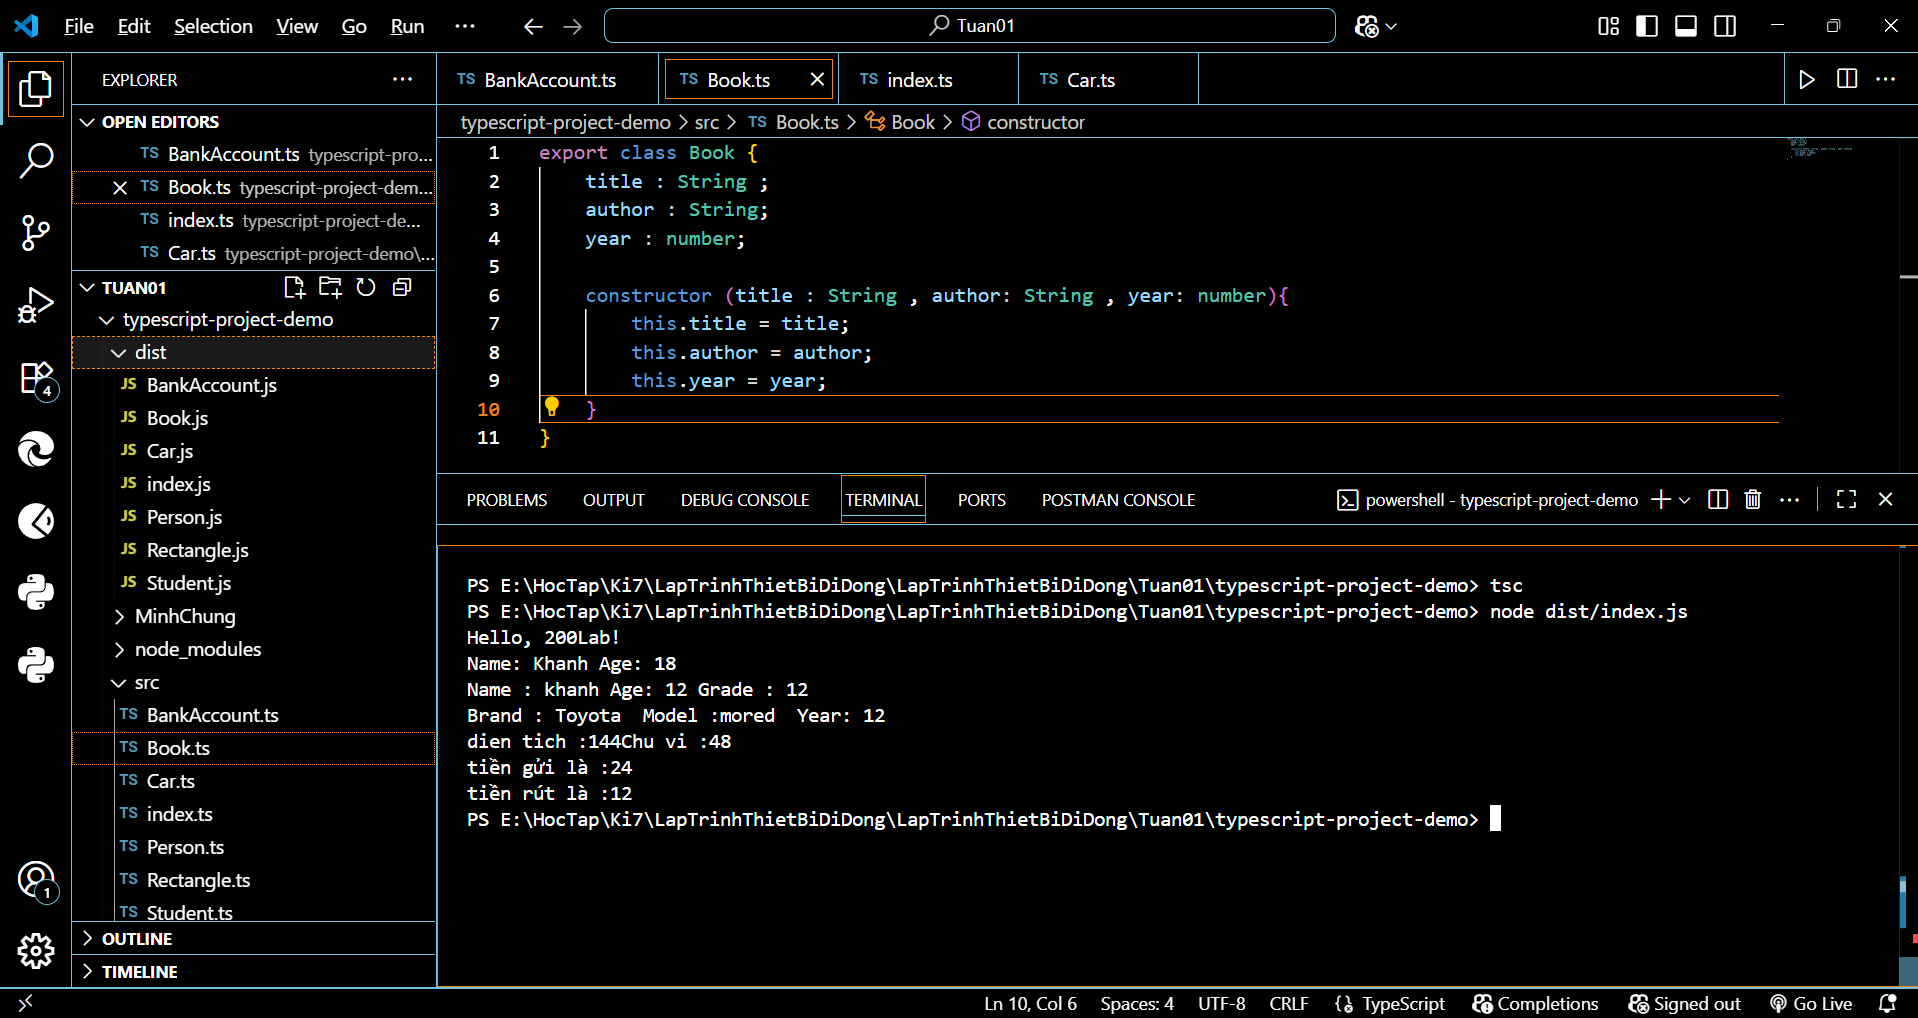 File Edit Selection View Go Run ··· Tuan01
EXPLORER
OPEN EDITORS
TS BankAccount.ts typescript-pro...
TS Book.ts typescript-project-dem...
TS index.ts typescript-project-de...
TS Car.ts typescript-project-demo\...
TUAN01
typescript-project-demo
dist
JS BankAccount.js
JS Book.js
JS Car.js
JS index.js
JS Person.js
JS Rectangle.js
JS Student.js
MinhChung
node_modules
src
TS BankAccount.ts
TS Book.ts
TS Car.ts
TS index.ts
TS Person.ts
TS Rectangle.ts
TS Student.ts
OUTLINE
TIMELINE
4
1
TS BankAccount.ts TS Book.ts TS index.ts TS Car.ts
typescript-project-demo > src > TS Book.ts > Book > constructor
1 export class Book {
2 title : String ;
3 author : String;
4 year : number;
5
6 constructor (title : String , author: String , year: number){
7 this.title = title;
8 this.author = author;
9 this.year = year;
10 }
11 }
PROBLEMS OUTPUT DEBUG CONSOLE TERMINAL PORTS POSTMAN CONSOLE powershell - typescript-project-demo
PS E:\HocTap\Ki7\LapTrinhThietBiDiDong\LapTrinhThietBiDiDong\Tuan01\typescript-project-demo> tsc
PS E:\HocTap\Ki7\LapTrinhThietBiDiDong\LapTrinhThietBiDiDong\Tuan01\typescript-project-demo> node dist/index.js
Hello, 200Lab!
Name: Khanh Age: 18
Name : khanh Age: 12 Grade : 12
Brand : Toyota  Model :mored  Year: 12
dien tich :144Chu vi :48
tiền gửi là :24
tiền rút là :12
PS E:\HocTap\Ki7\LapTrinhThietBiDiDong\LapTrinhThietBiDiDong\Tuan01\typescript-project-demo>
Ln 10, Col 6 Spaces: 4 UTF-8 CRLF TypeScript Completions Signed out Go Live